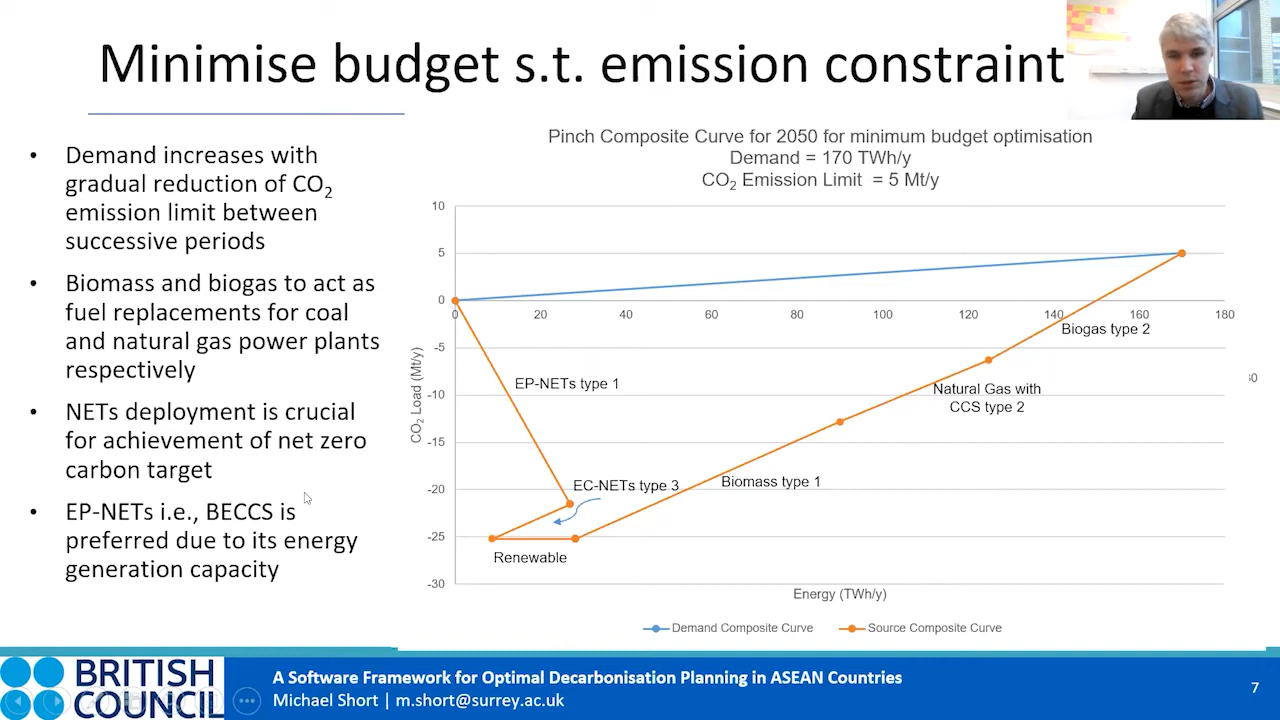 Minimise budget s.t. emission constraint
• Demand increases with
gradual reduction of CO2
emission limit between
successive periods
• Biomass and biogas to act as
fuel replacements for coal
and natural gas power plants
respectively
• NETs deployment is crucial
for achievement of net zero
carbon target
• EP-NETs i.e., BECCS is
preferred due to its energy
generation capacity
Pinch Composite Curve for 2050 for minimum budget optimisation
Demand = 170 TWh/y
CO2 Emission Limit = 5 Mt/y
10
5
0
-5
-10
-15
-20
-25
-30
CO2 Load (Mt/y)
0 20 40 60 80 100 120 140 160 180
Biogas type 2
EP-NETs type 1
Natural Gas with
CCS type 2
EC-NETs type 3
Biomass type 1
Renewable
Energy (TWh/y)
Demand Composite Curve
Source Composite Curve
BRITISH
COUNCIL
A Software Framework for Optimal Decarbonisation Planning in ASEAN Countries
Michael Short | m.short@surrey.ac.uk
7